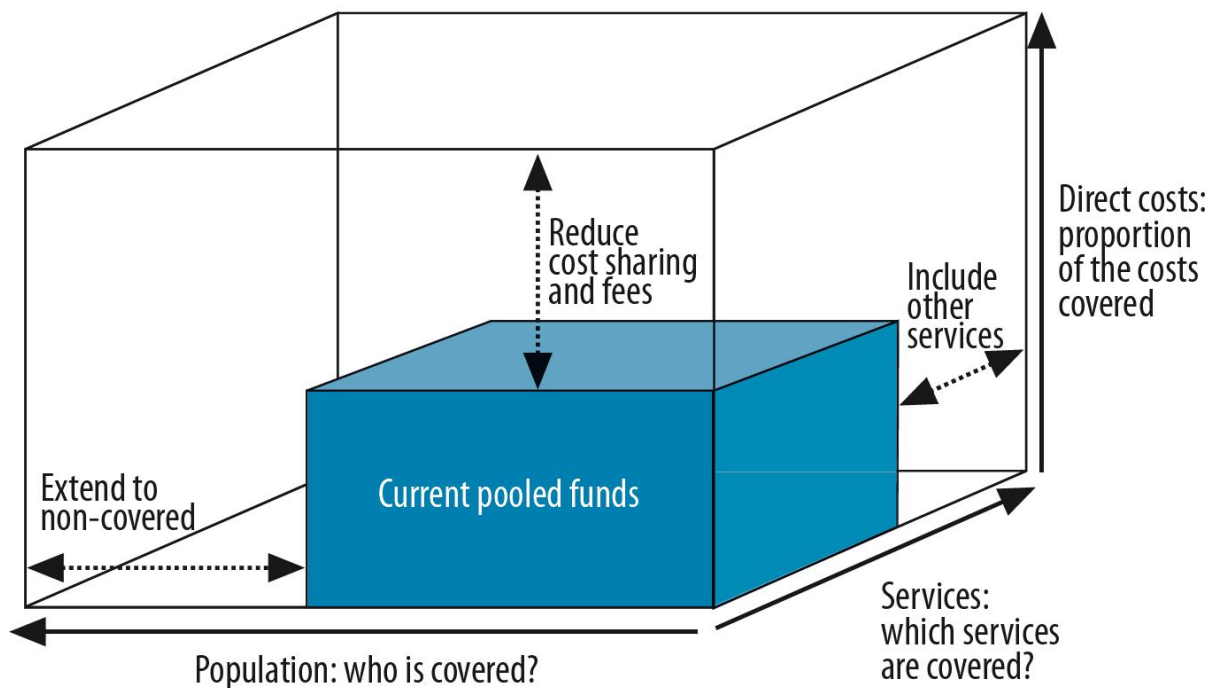 Reduce
cost sharing
and fees
Direct costs:
proportion
of the costs
covered
Include
other
services
Extend to
non-covered
Current pooled funds
Services:
which services
are covered?
Population: who is covered?